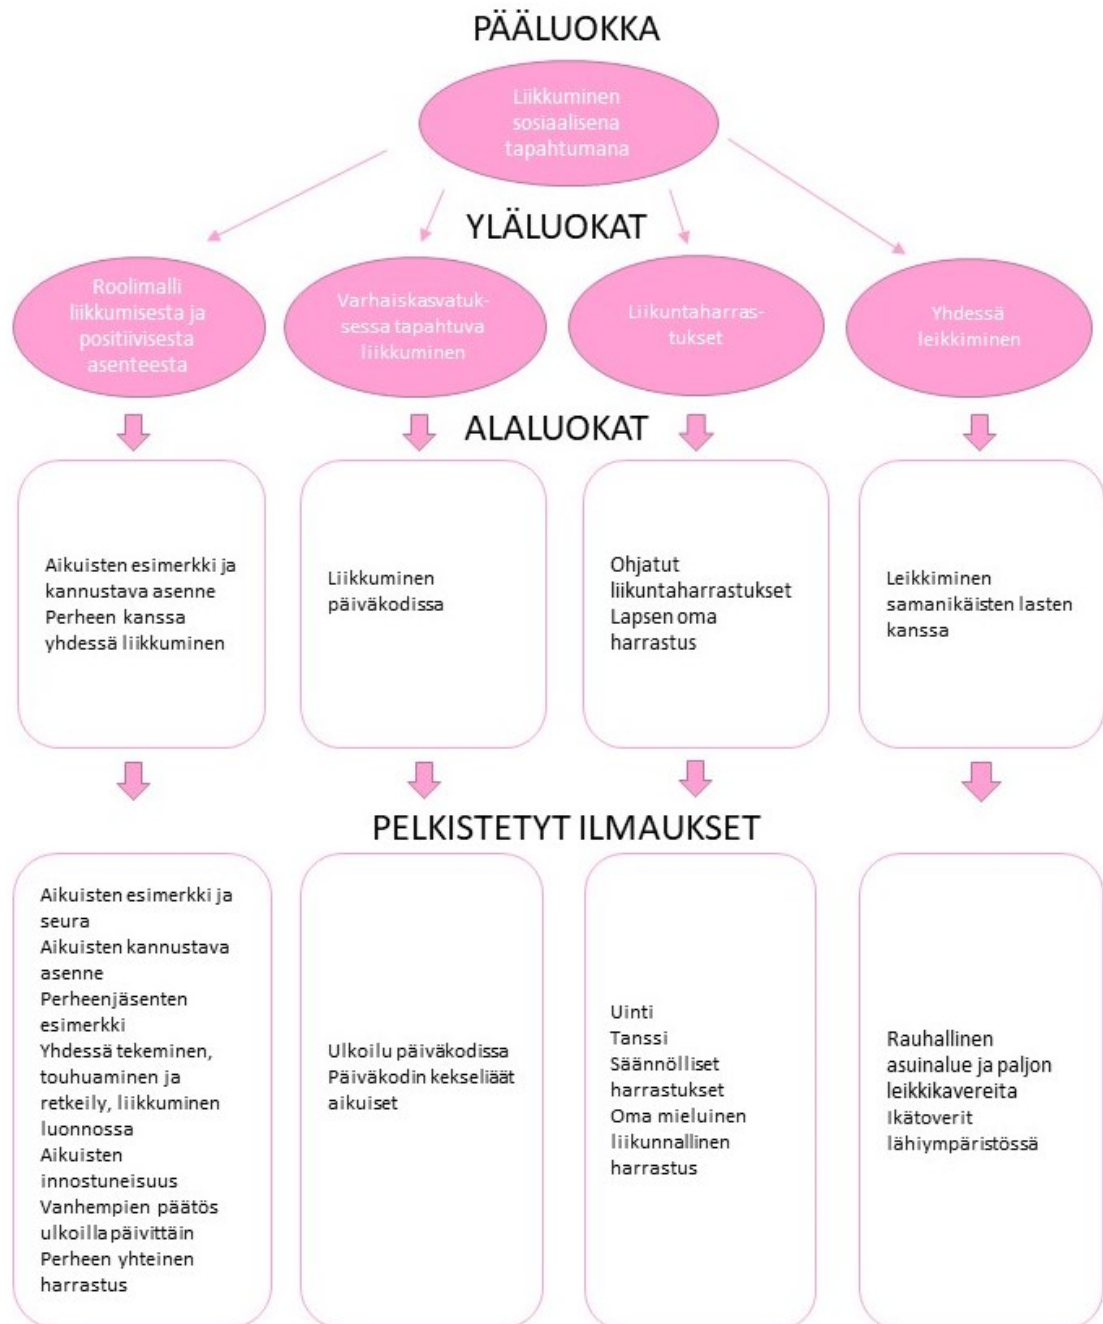 PÄÄLUOKKA
Liikkuminen
sosiaalisena
tapahtumana
YLÄLUOKAT
Roolimalli
liikkumisesta ja
positiivisesta
asenteesta
Varhaiskasvatuk-
sessa tapahtuva
liikkuminen
Liikuntaharras-
tukset
Yhdessä
leikkiminen
ALALUOKAT
Aikuisten esimerkki ja
kannustava asenne
Perheen kanssa
yhdessä liikkuminen
Liikkuminen
päiväkodissa
Ohjatut
liikuntaharrastukset
Lapsen oma
harrastus
Leikkiminen
samanikäisten lasten
kanssa
PELKISTETYT ILMAUKSET
Aikuisten esimerkki ja
seura
Aikuisten kannustava
asenne
Perheenjäsenten
esimerkki
Yhdessä tekeminen,
touhuaminen ja
retkeily, liikkuminen
luonnossa
Aikuisten
innostuneisuus
Vanhempien päätös
ulkoilla päivittäin
Perheen yhteinen
harrastus
Ulkoilu päiväkodissa
Päiväkodin kekseliäät
aikuiset
Uinti
Tanssi
Säännölliset
harrastukset
Oma mieluinen
liikunnallinen
harrastus
Rauhallinen
asuinalue ja paljon
leikkikavereita
Ikätoverit
lähiympäristössä